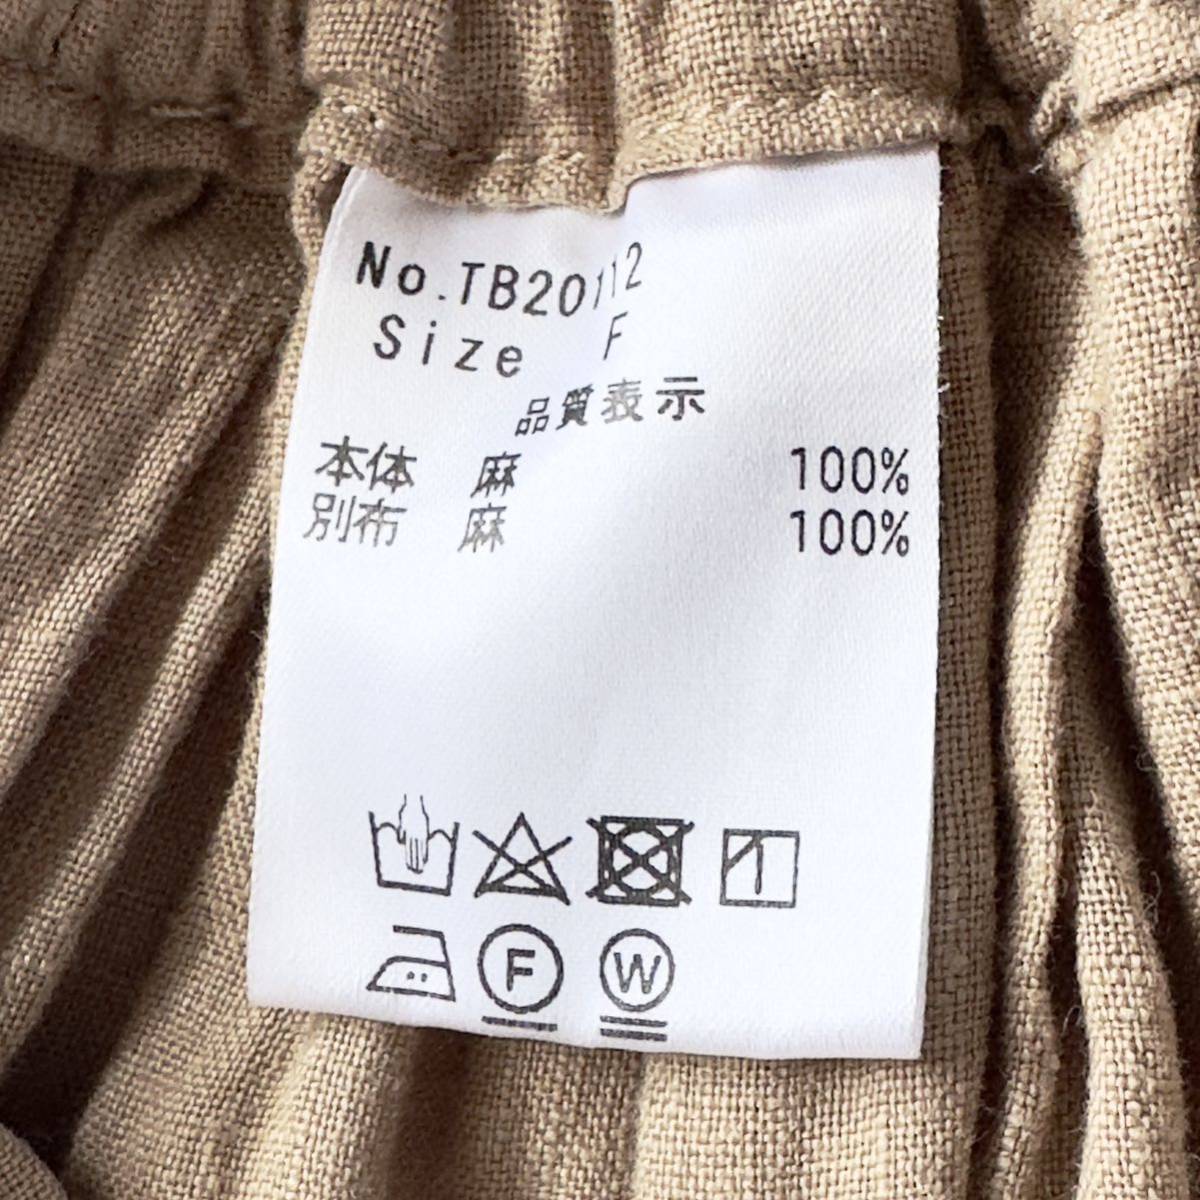 No.TB20112
Size F
品質表示
本体 麻 100%
別布 麻 100%
F W